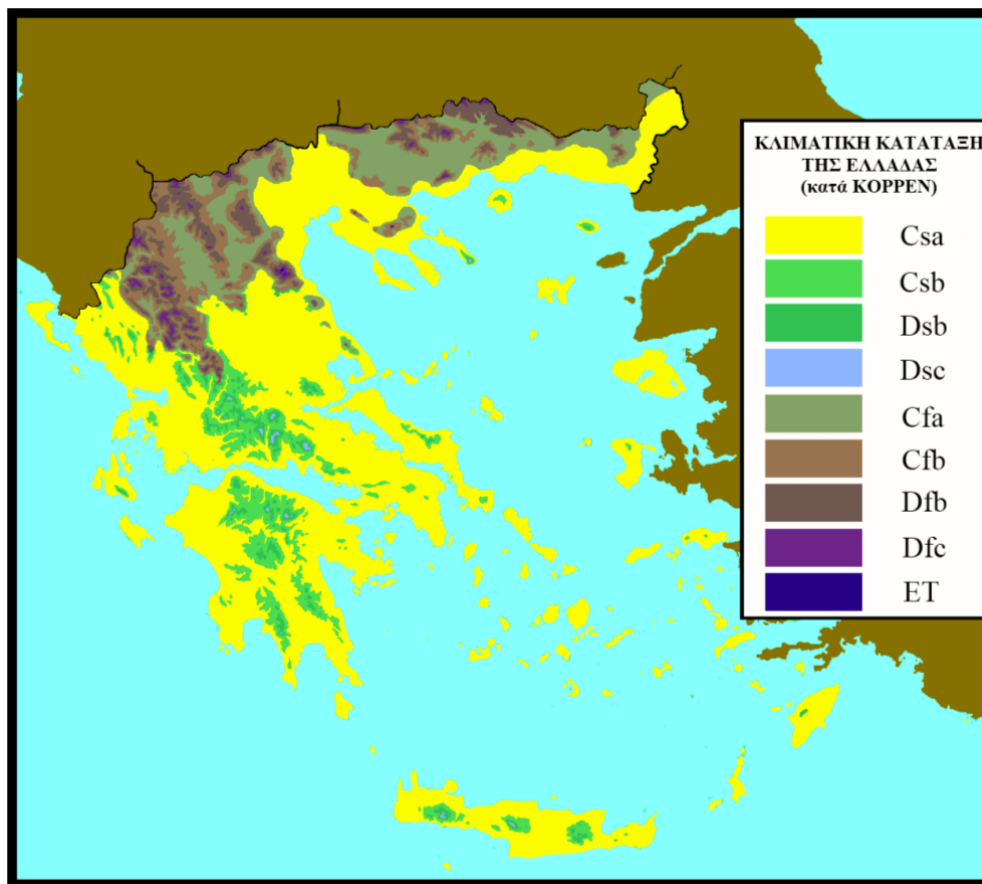 ΚΛΙΜΑΤΙΚΗ ΚΑΤΑΤΑΞΗ
ΤΗΣ ΕΛΛΑΔΑΣ
(κατά ΚΟΡΡΕΝ)
Csa
Csb
Dsb
Dsc
Cfa
Cfb
Dfb
Dfc
ET